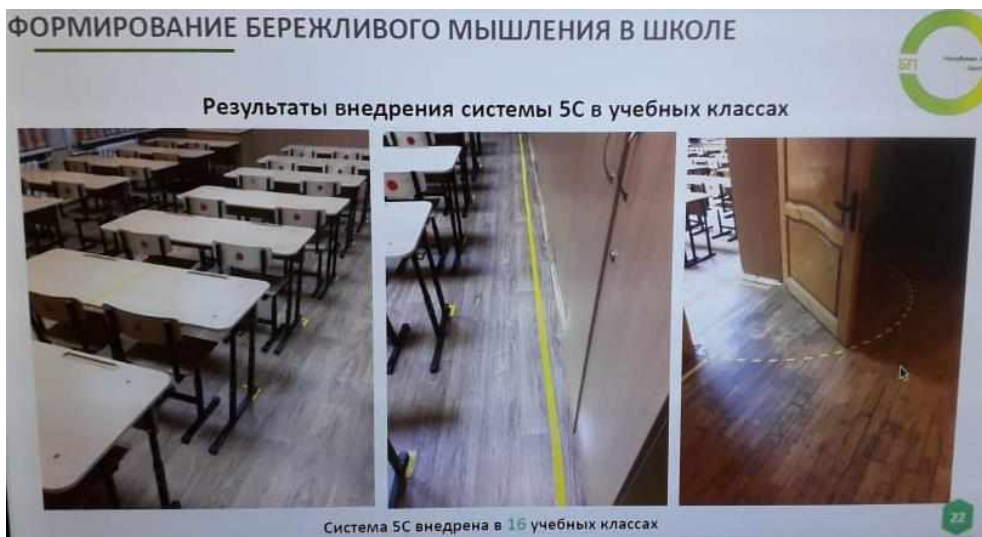 ФОРМИРОВАНИЕ БЕРЕЖЛИВОГО МЫШЛЕНИЯ В ШКОЛЕ
БП
Результаты внедрения системы 5С в учебных классах
Система 5С внедрена в 16 учебных классах
22